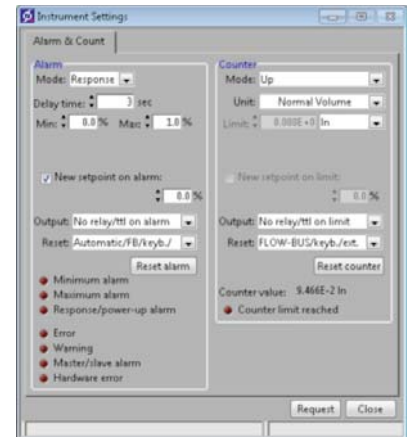 Instrument Settings
Alarm & Count
Alarm
Mode: Response
Delay time: 3 sec
Min: 0.0 % Max: 1.0 %
New setpoint on alarm:
0.0 %
Output: No relay/ttl on alarm
Reset: Automatic/FB/keyb./
Reset alarm
Minimum alarm
Maximum alarm
Response/power-up alarm
Error
Warning
Master/slave alarm
Hardware error
Counter
Mode: Up
Unit: Normal Volume
Limit: 0.000E+0 ln
New setpoint on limit:
0.0 %
Output: No relay/ttl on limit
Reset: FLOW-BUS/keyb./ext.
Reset counter
Counter value: 9.466E-2 ln
Counter limit reached
Request Close